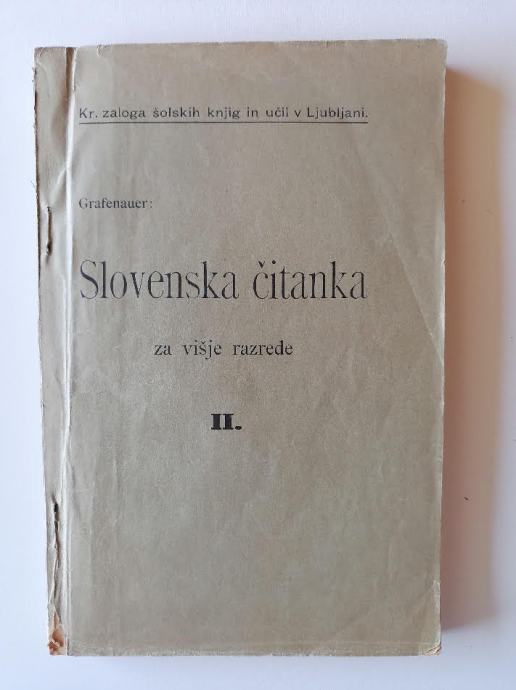 Kr. zaloga šolskih knjig in učil v Ljubljani.
Grafenauer:
Slovenska čitanka
za višje razrede
II.